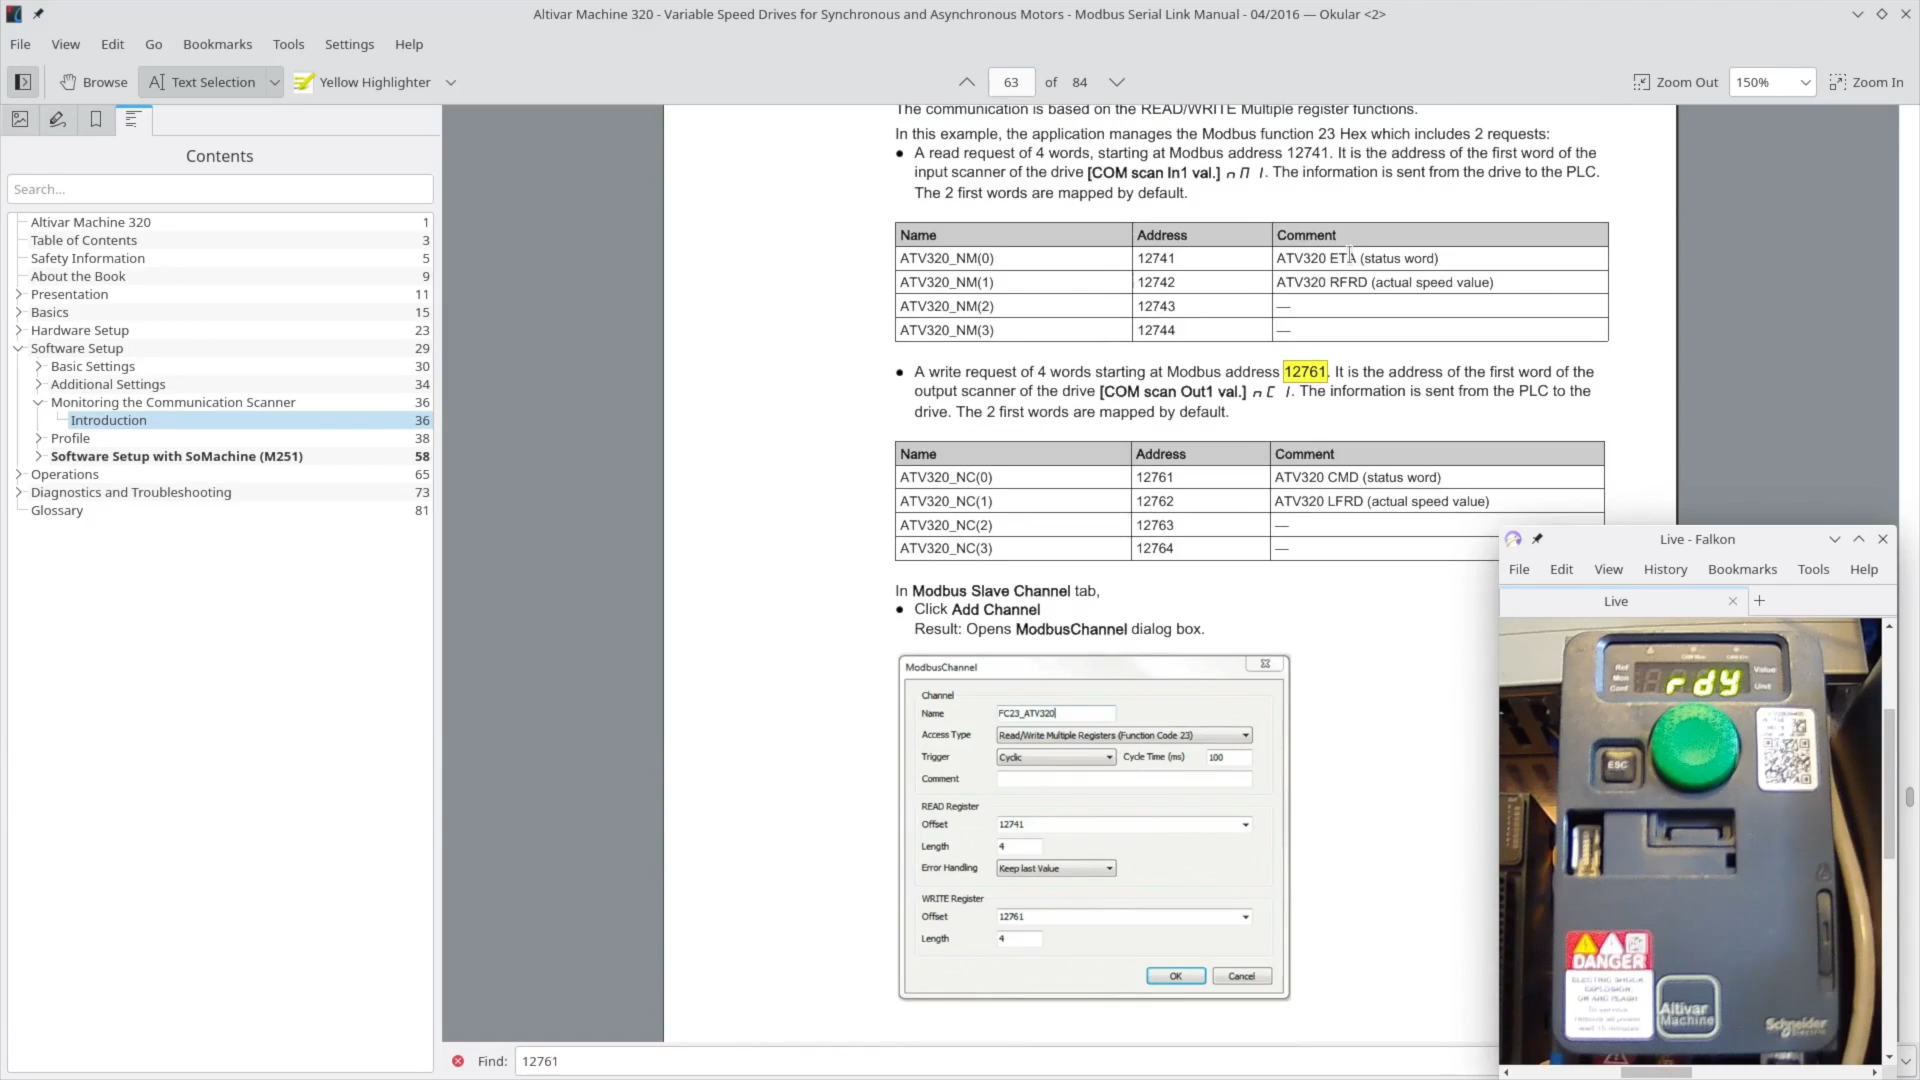 Altivar Machine 320 - Variable Speed Drives for Synchronous and Asynchronous Motors - Modbus Serial Link Manual - 04/2016 — Okular <2>
File View Edit Go Bookmarks Tools Settings Help
Browse Text Selection Yellow Highlighter 63 of 84 Zoom Out 150% Zoom In
Contents
Search...
Altivar Machine 320 1
Table of Contents 3
Safety Information 5
About the Book 9
Presentation 11
Basics 15
Hardware Setup 23
Software Setup 29
Basic Settings 30
Additional Settings 34
Monitoring the Communication Scanner 36
Introduction 36
Profile 38
Software Setup with SoMachine (M251) 58
Operations 65
Diagnostics and Troubleshooting 73
Glossary 81
The communication is based on the READ/WRITE Multiple register functions.
In this example, the application manages the Modbus function 23 Hex which includes 2 requests:
● A read request of 4 words, starting at Modbus address 12741. It is the address of the first word of the
input scanner of the drive [COM scan In1 val.] nM1. The information is sent from the drive to the PLC.
The 2 first words are mapped by default.
Name Address Comment
ATV320_NM(0) 12741 ATV320 ETA (status word)
ATV320_NM(1) 12742 ATV320 RFRD (actual speed value)
ATV320_NM(2) 12743 —
ATV320_NM(3) 12744 —
● A write request of 4 words starting at Modbus address 12761. It is the address of the first word of the
output scanner of the drive [COM scan Out1 val.] nC1. The information is sent from the PLC to the
drive. The 2 first words are mapped by default.
Name Address Comment
ATV320_NC(0) 12761 ATV320 CMD (status word)
ATV320_NC(1) 12762 ATV320 LFRD (actual speed value)
ATV320_NC(2) 12763 —
ATV320_NC(3) 12764 —
In Modbus Slave Channel tab,
● Click Add Channel
Result: Opens ModbusChannel dialog box.
ModbusChannel
Channel
Name FC23_ATV320
Access Type Read/Write Multiple Registers (Function Code 23)
Trigger Cyclic Cycle Time (ms) 100
Comment
READ Register
Offset 12741
Length 4
Error Handling Keep last Value
WRITE Register
Offset 12761
Length 4
OK Cancel
Find: 12761
Live - Falkon
File Edit View History Bookmarks Tools Help
Live
Ref
Mon
Conf
rdy
Value
Unit
ESC
DANGER
ELECTRIC SHOCK,
EXPLOSION,
OR ARC FLASH
Altivar
Machine
Schneider
Electric